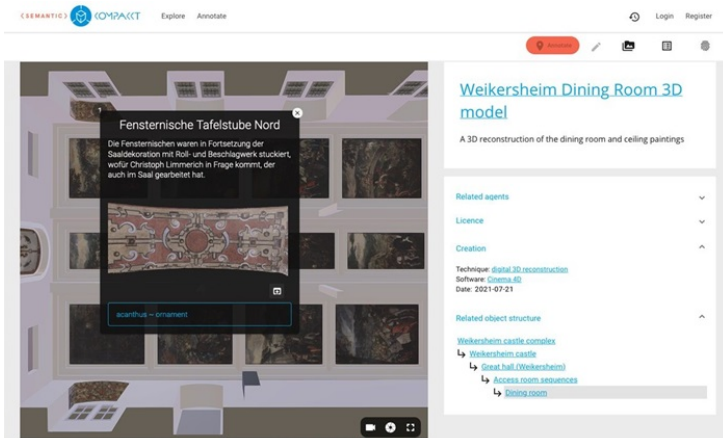 (SEMANTIC) COMPACCT Explore Annotate Login Register
Annotate
Weikersheim Dining Room 3D
model
A 3D reconstruction of the dining room and ceiling paintings
1
Fensternische Tafelstube Nord
Die Fensternischen waren in Fortsetzung der
Saaldekoration mit Roll- und Beschlagwerk stuckiert,
wofür Christoph Limmerich in Frage kommt, der
auch im Saal gearbeitet hat.
acanthus – ornament
Related agents
Licence
Creation
Technique: digital 3D reconstruction
Software: Cinema 4D
Date: 2021-07-21
Related object structure
Weikersheim castle complex
Weikersheim castle
Great hall (Weikersheim)
Access room sequences
Dining room